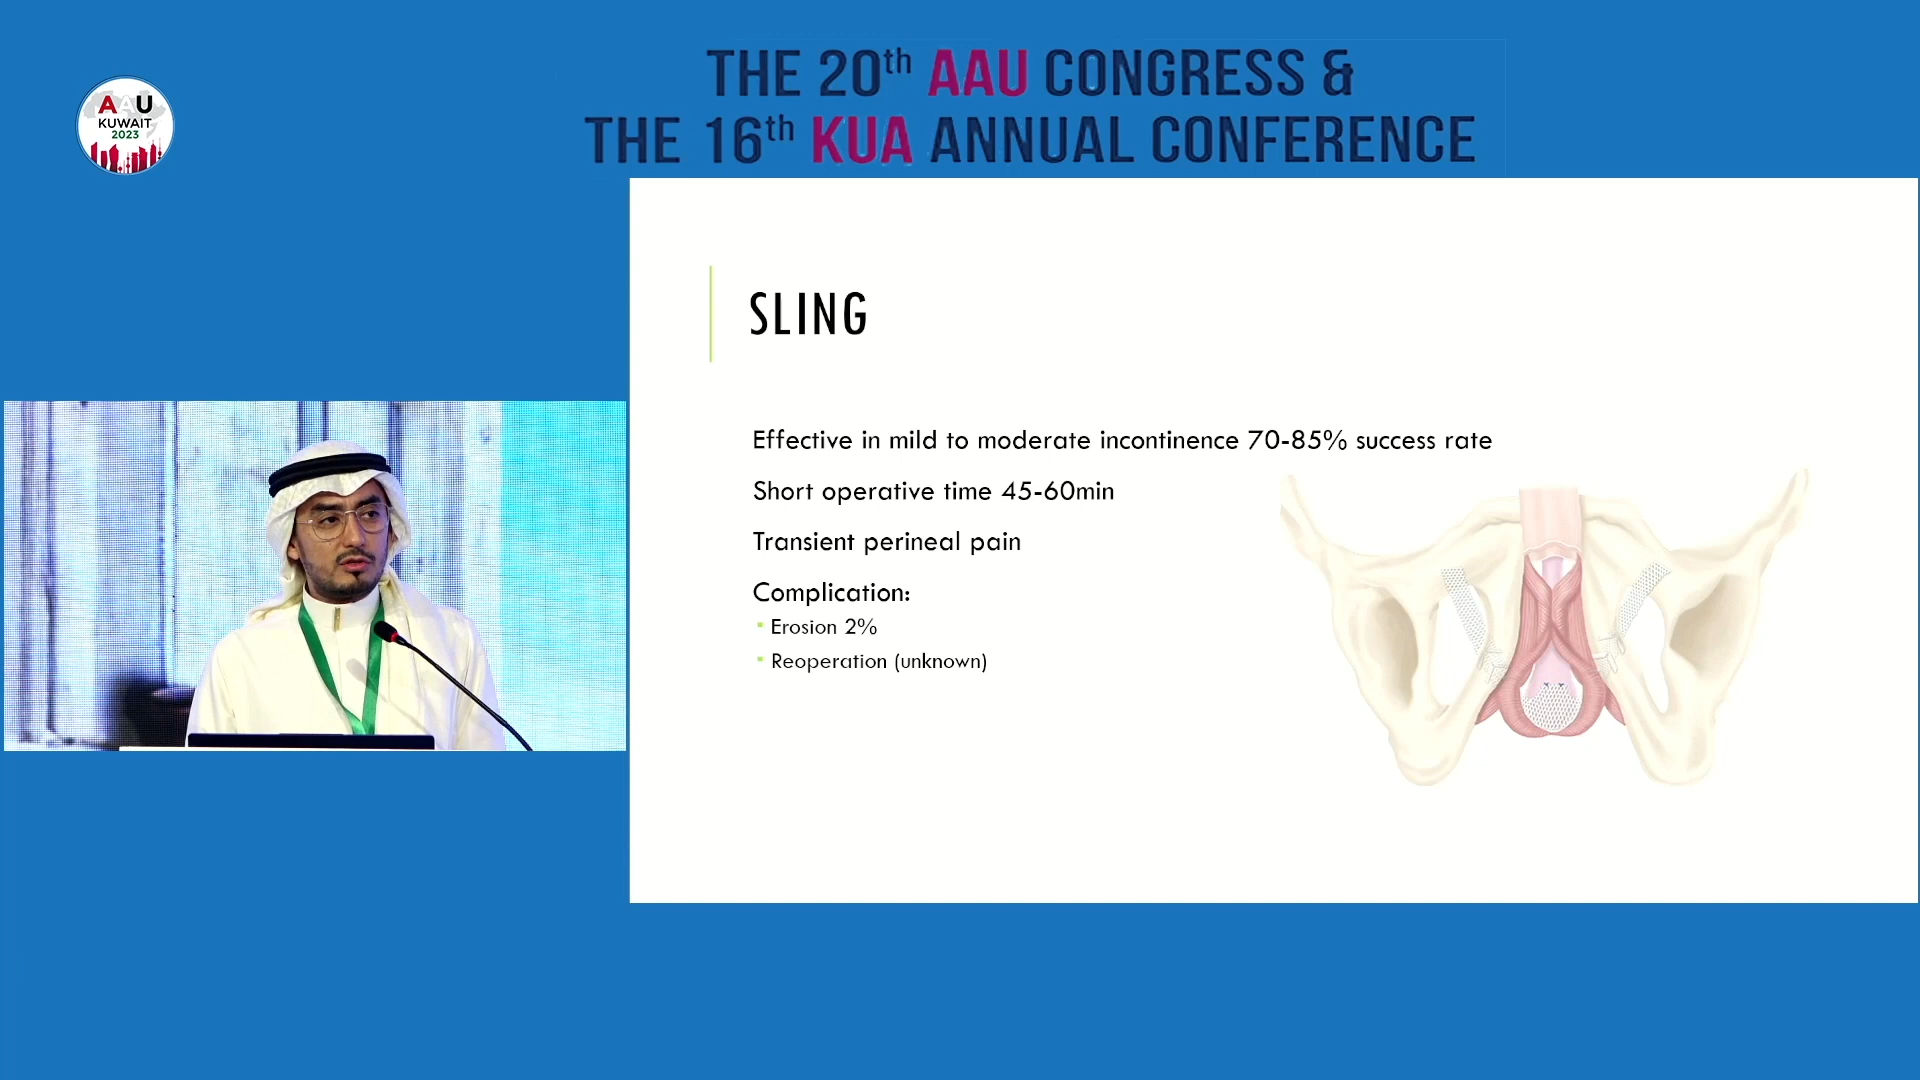 THE 20th AAU CONGRESS &
THE 16th KUA ANNUAL CONFERENCE
AAU
KUWAIT
2023
SLING
Effective in mild to moderate incontinence 70-85% success rate
Short operative time 45-60min
Transient perineal pain
Complication:
Erosion 2%
Reoperation (unknown)